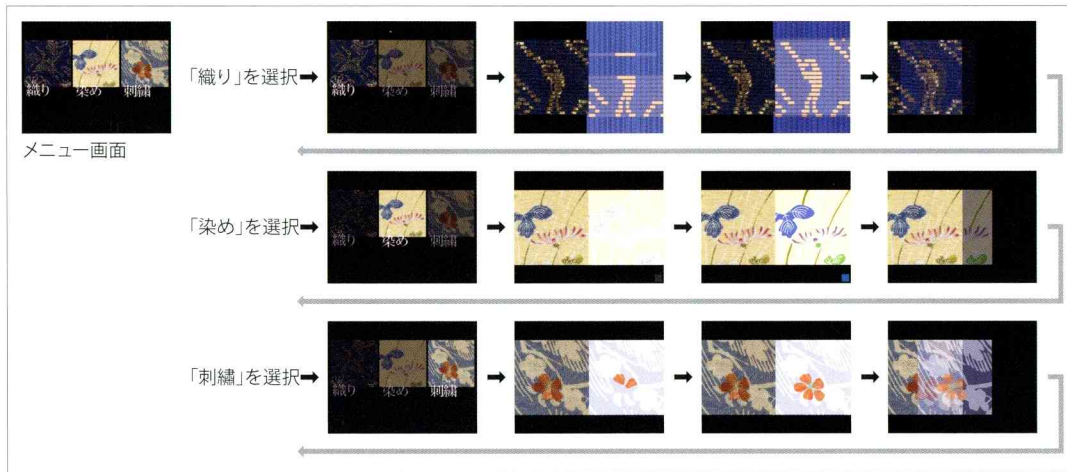 織り 染め 刺繍
メニュー画面
「織り」を選択
織り 染め 刺繍
「染め」を選択
織り 染め 刺繍
「刺繍」を選択
織り 染め 刺繍